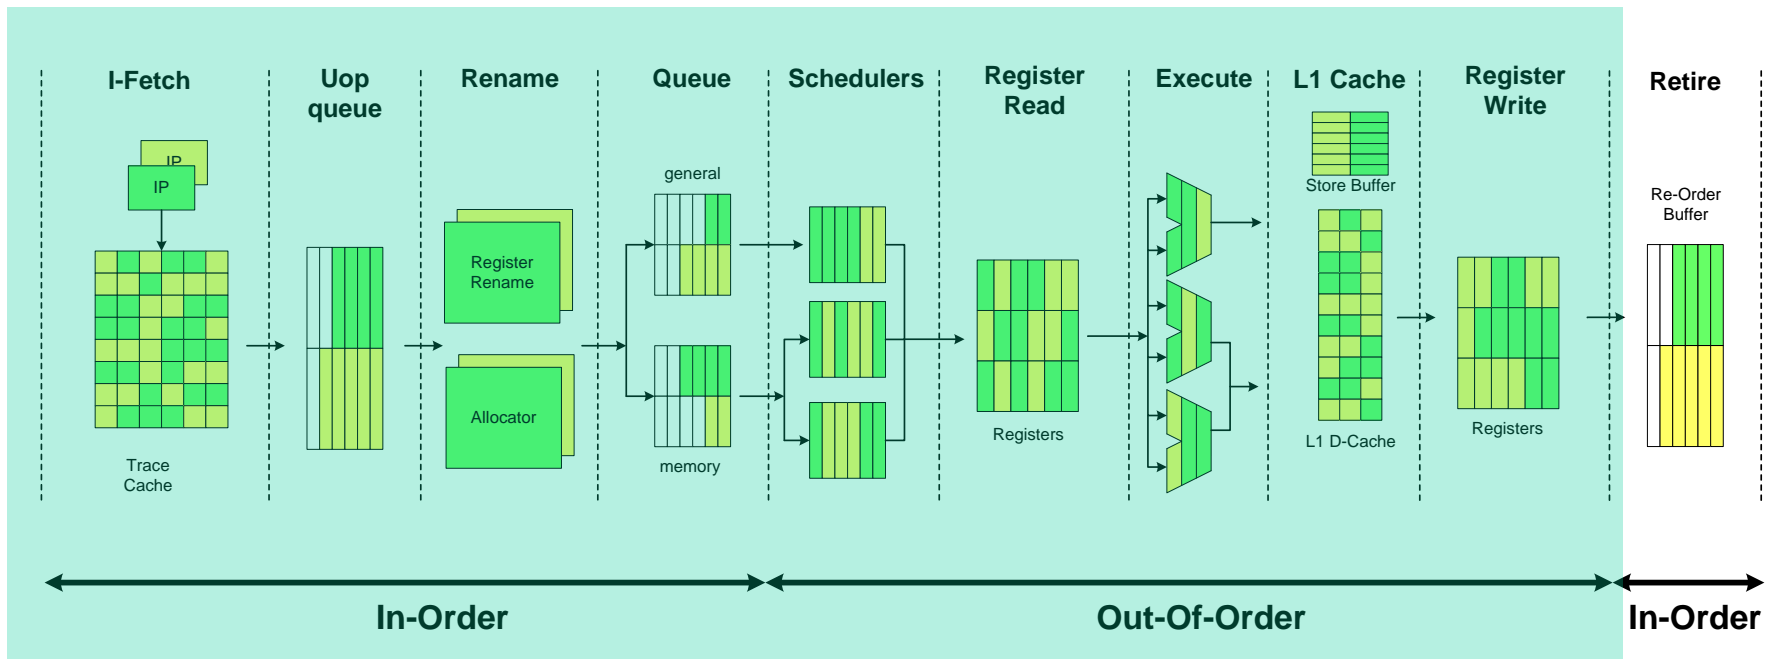 I-Fetch
Uop
queue
Rename
Queue
Schedulers
Register
Read
Execute
L1 Cache
Register
Write
Retire
IP
IP
Trace
Cache
Register
Rename
Allocator
general
memory
Registers
Store Buffer
L1 D-Cache
Registers
Re-Order
Buffer
In-Order
Out-Of-Order
In-Order